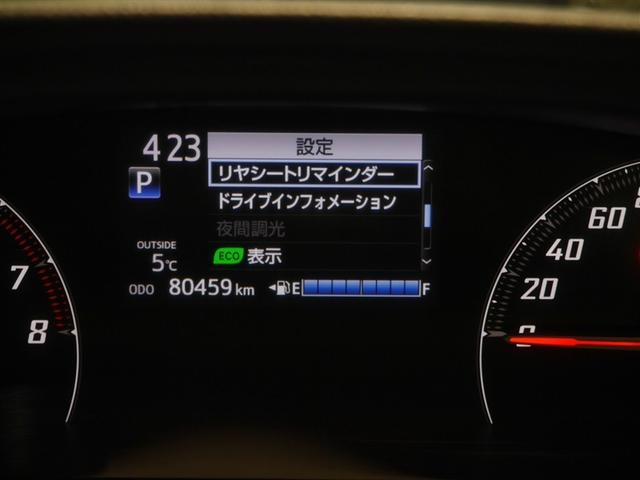 4 23
設定
リヤシートリマインダー
P
ドライブインフォメーション
夜間調光
OUTSIDE
5℃
ECO 表示
ODO 80459 km
E F
7
8
60
40
20
0